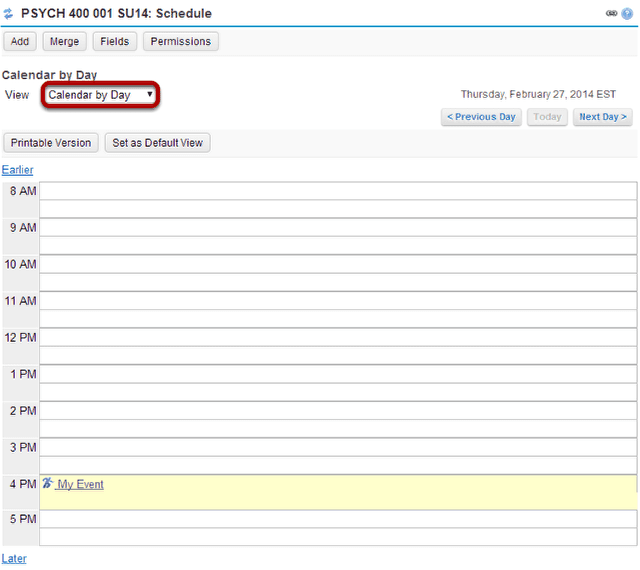 PSYCH 400 001 SU14: Schedule
Add Merge Fields Permissions
Calendar by Day
View Calendar by Day Thursday, February 27, 2014 EST
< Previous Day Today Next Day >
Printable Version Set as Default View
Earlier
8 AM
9 AM
10 AM
11 AM
12 PM
1 PM
2 PM
3 PM
4 PM My Event
5 PM
Later